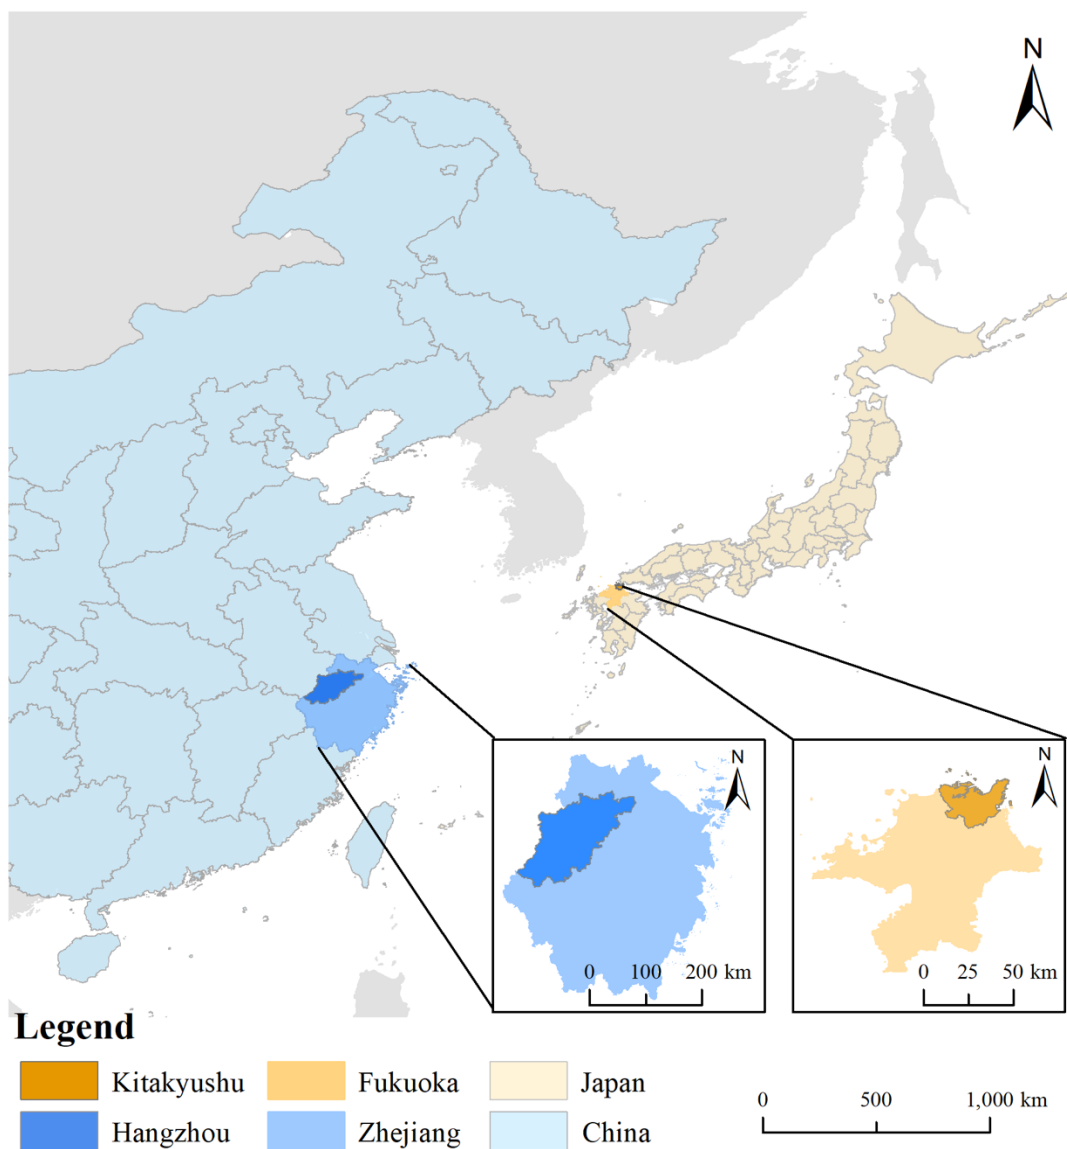 N
N
N
0 100 200 km
0 25 50 km
Legend
Kitakyushu Fukuoka Japan
Hangzhou Zhejiang China
0 500 1,000 km